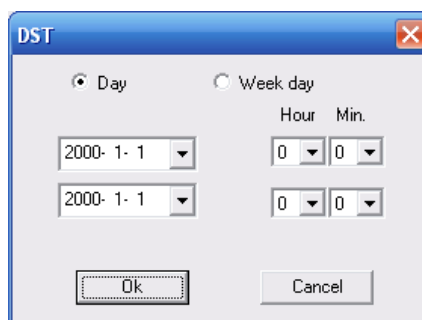 DST
Day Week day
Hour Min.
2000- 1- 1 0 0
2000- 1- 1 0 0
Ok Cancel